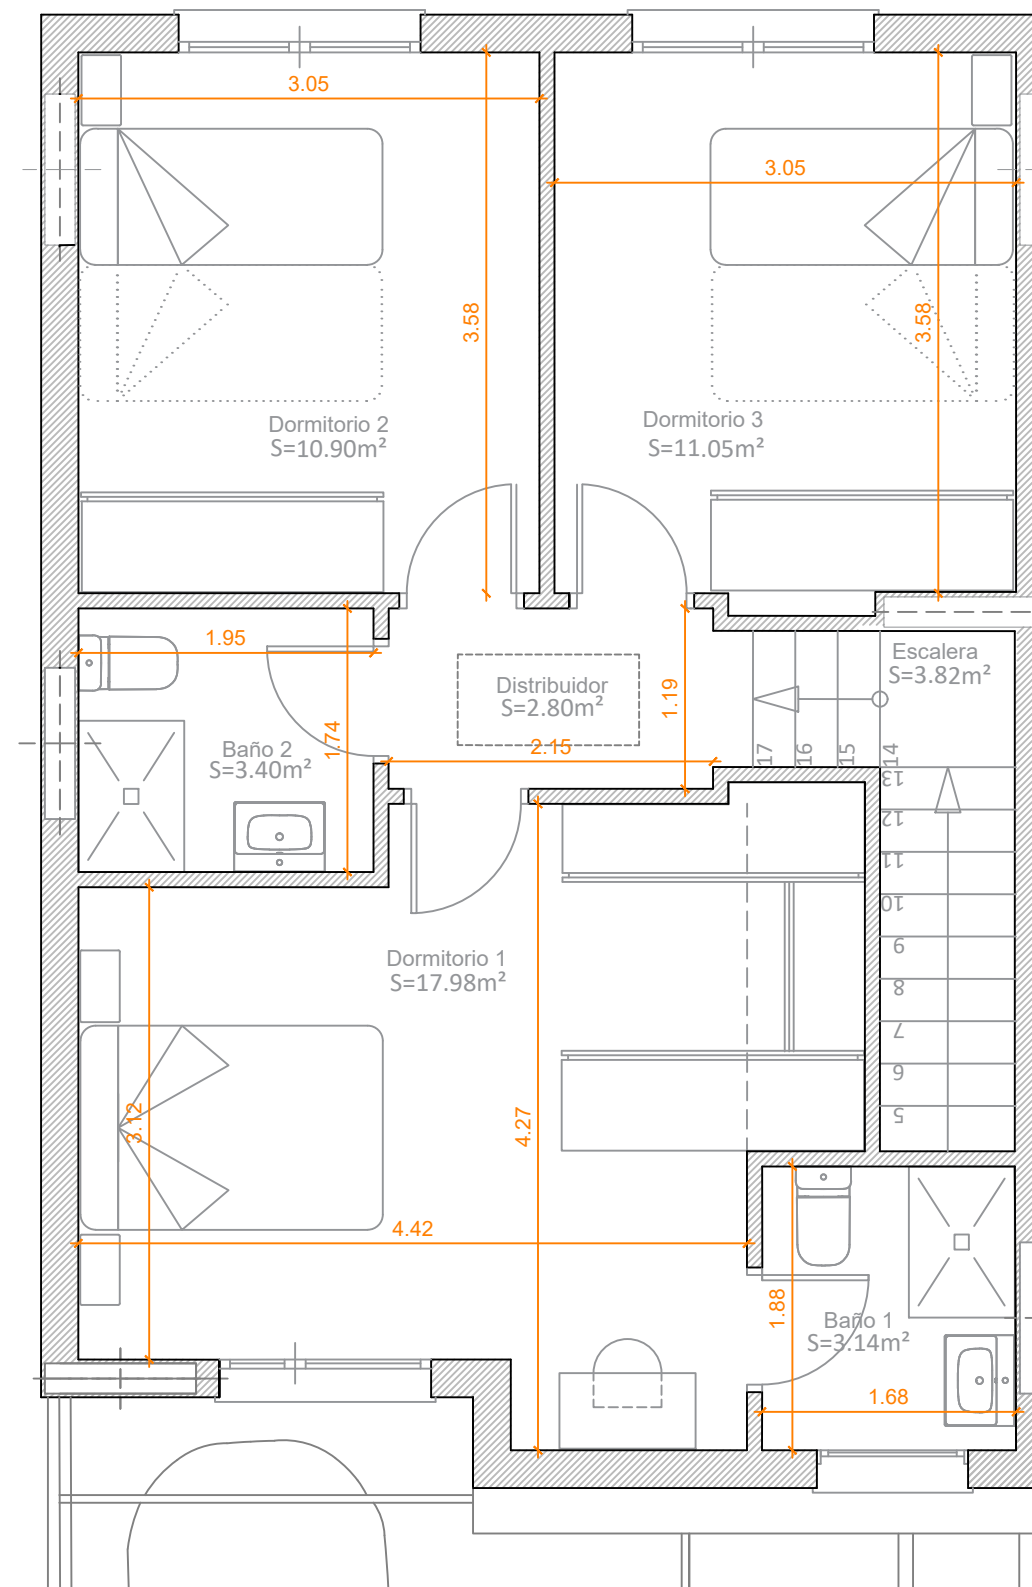 3.05
3.05
3.58
3.58
Dormitorio 2
S=10.90m²
Dormitorio 3
S=11.05m²
1.95
1.74
Baño 2
S=3.40m²
Distribuidor
S=2.80m²
2.15
1.19
Escalera
S=3.82m²
17
16
15
14
13
12
11
10
9
8
7
6
5
Dormitorio 1
S=17.98m²
3.12
4.27
4.42
1.88
Baño 1
S=3.14m²
1.68